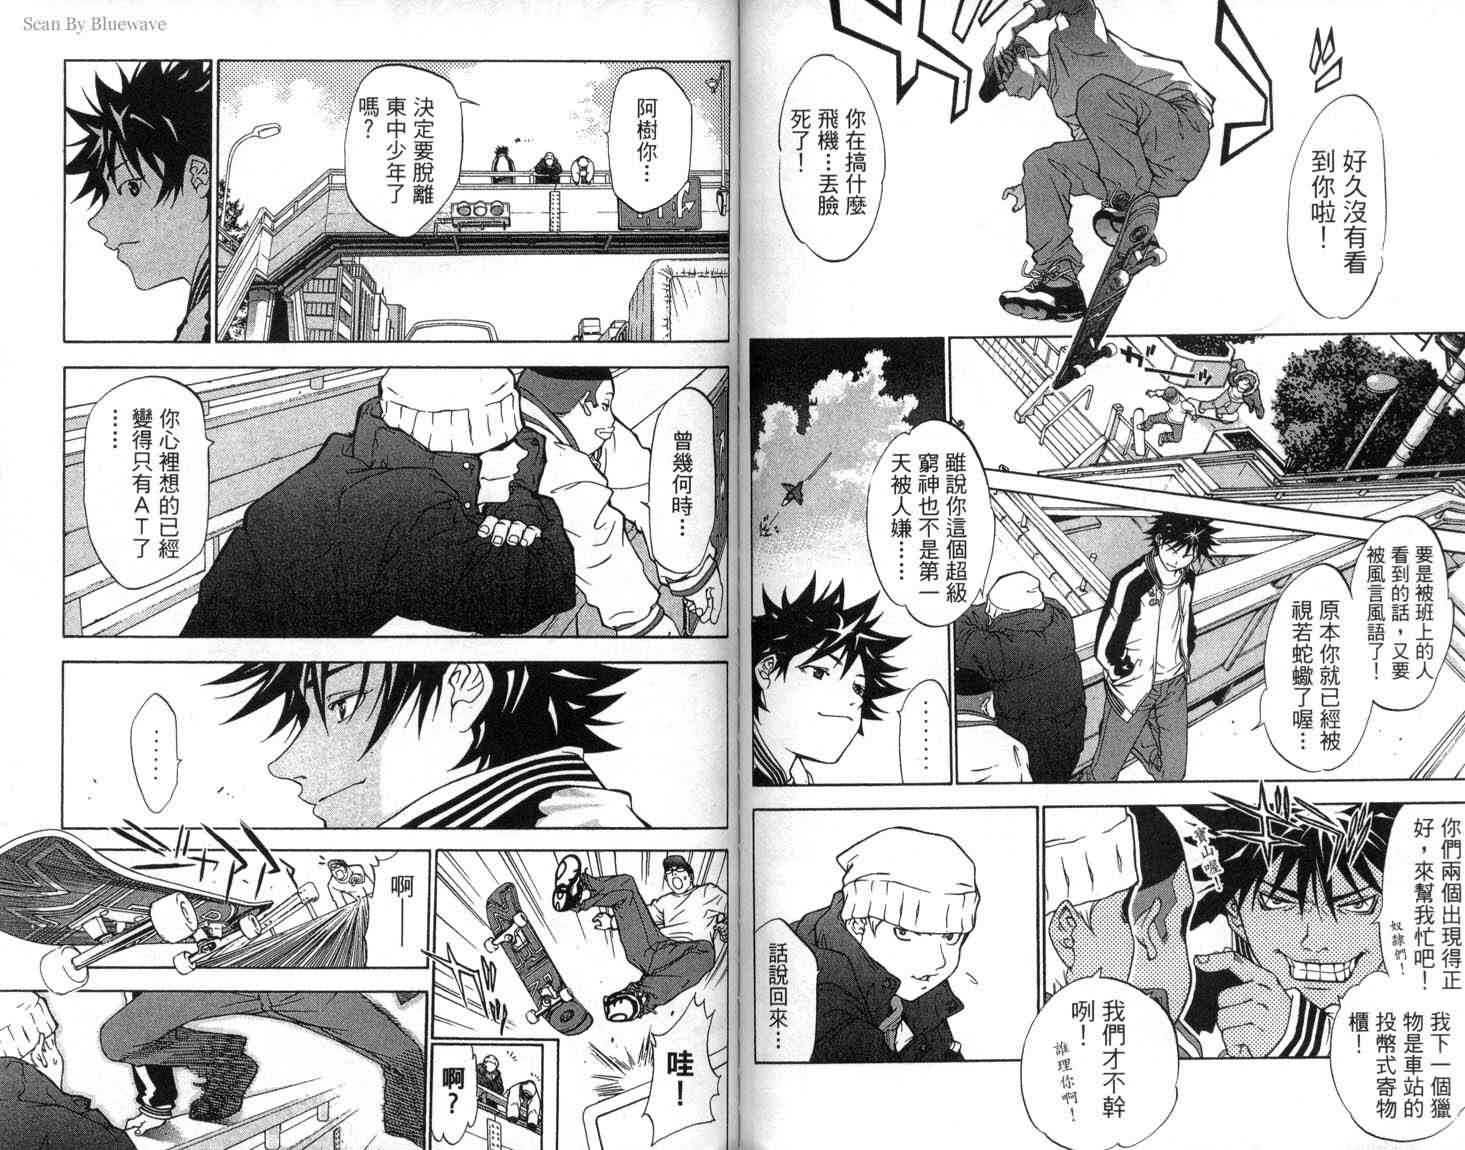 Scan By Bluewave
好久沒有看
到你啦！
你在搞什麼
飛機…丟臉
死了！
要是被班上的人
看到的話，又要
被風言風語了！
原本你就已經被
視若蛇蠍了喔…
雖說你這個超級
窮神也不是第一
天被人嫌……
……
你們兩個出現得正
好，來幫我忙吧！
奴隸們！
我下一個獵
物是車站的
投幣式寄物
櫃！
寶山喔！
我們才不幹
咧！
誰理你啊！
話說回來…
阿樹你…
決定要脫離
東中少年了
嗎？
曾幾何時…
你心裡想的已經
變得只有AT了
……
……
哇！
啊？
啊——